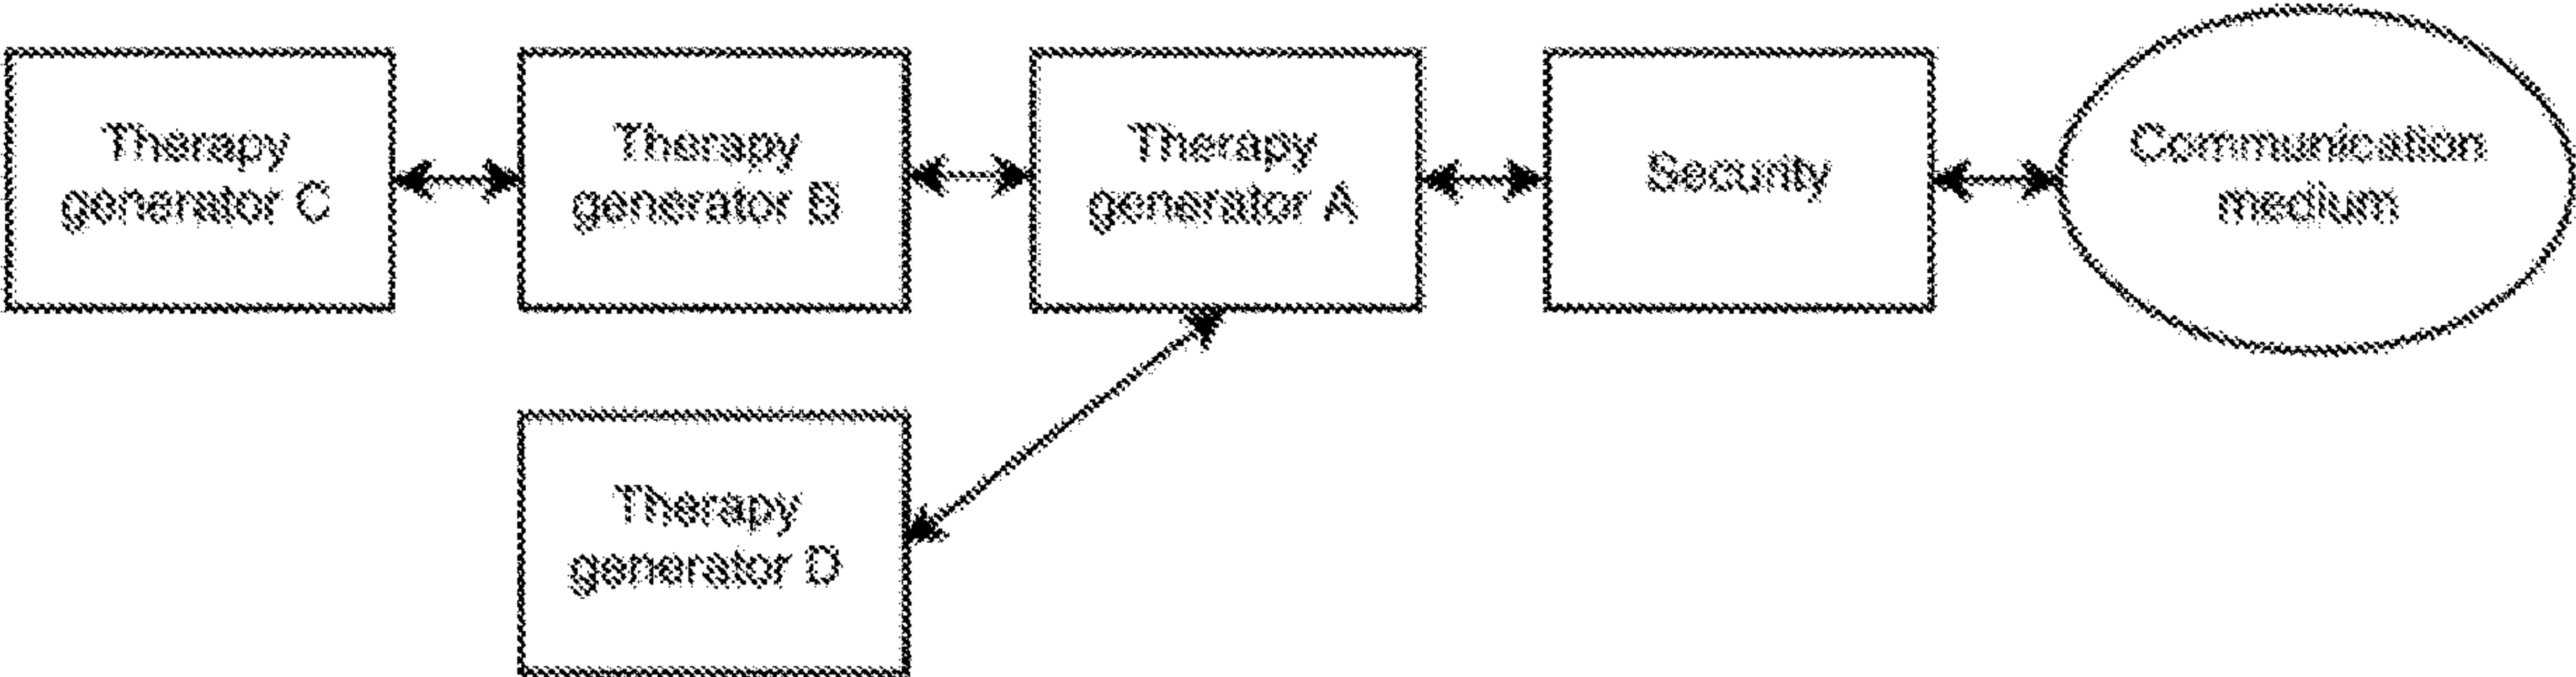 Therapy
generator C
Therapy
generator B
Therapy
generator A
Security
Communication
medium
Therapy
generator D